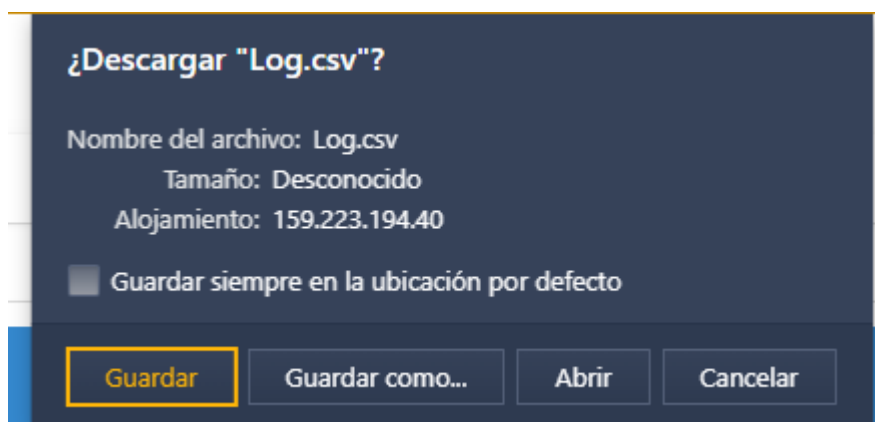 ¿Descargar "Log.csv"?
Nombre del archivo: Log.csv
Tamaño: Desconocido
Alojamiento: 159.223.194.40
Guardar siempre en la ubicación por defecto
Guardar Guardar como... Abrir Cancelar